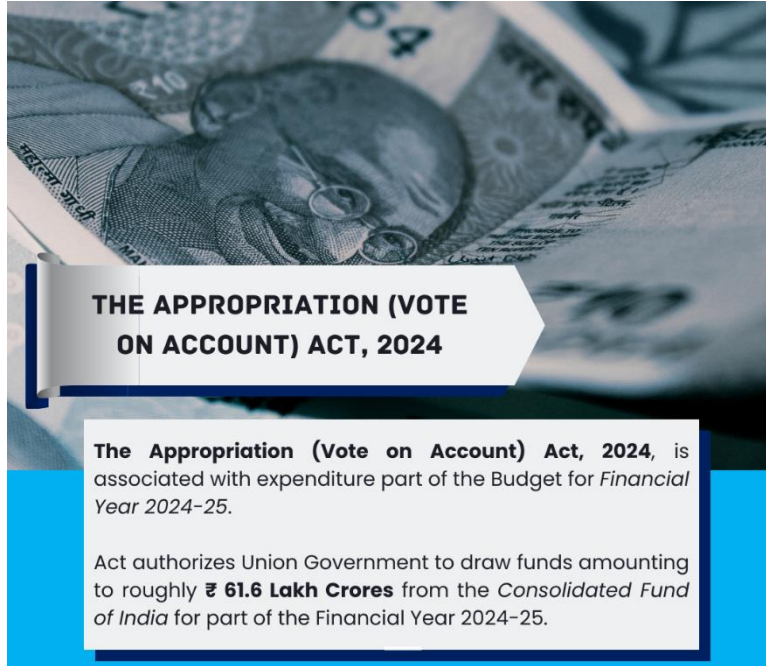 64
₹10
THE APPROPRIATION (VOTE
ON ACCOUNT) ACT, 2024
The Appropriation (Vote on Account) Act, 2024, is
associated with expenditure part of the Budget for Financial
Year 2024-25.
Act authorizes Union Government to draw funds amounting
to roughly ₹ 61.6 Lakh Crores from the Consolidated Fund
of India for part of the Financial Year 2024-25.